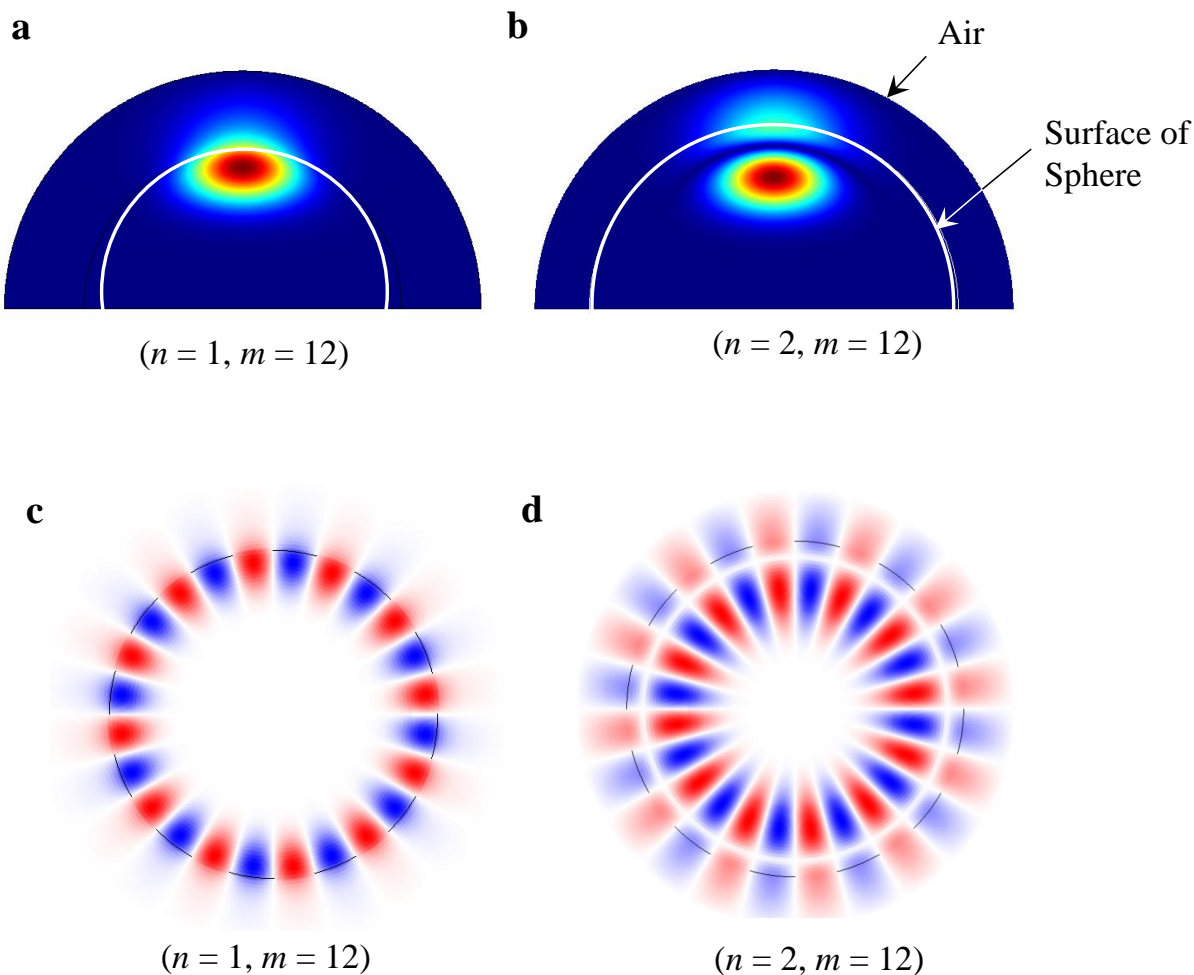 a
b
Air
Surface of
Sphere
(n = 1, m = 12)
(n = 2, m = 12)
c
d
(n = 1, m = 12)
(n = 2, m = 12)